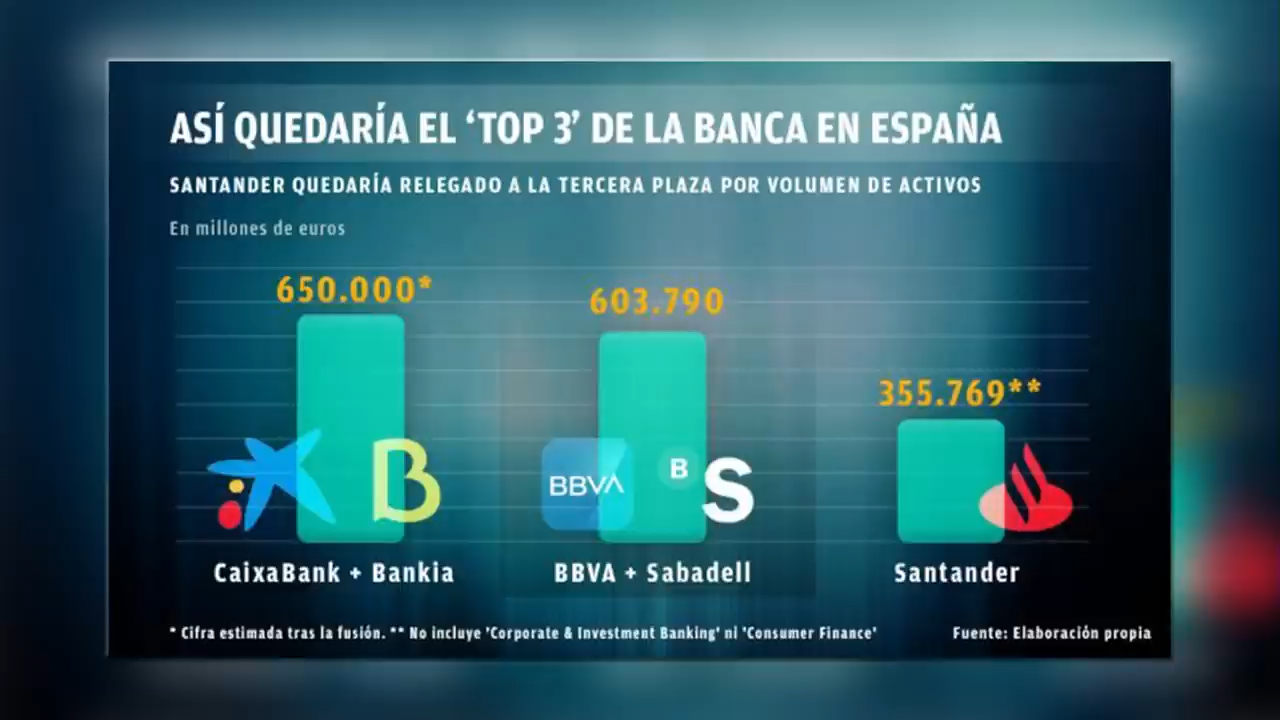 ASÍ QUEDARÍA EL ‘TOP 3’ DE LA BANCA EN ESPAÑA
SANTANDER QUEDARÍA RELEGADO A LA TERCERA PLAZA POR VOLUMEN DE ACTIVOS
En millones de euros
650.000*
603.790
355.769**
B
BBVA
B
S
CaixaBank + Bankia
BBVA + Sabadell
Santander
* Cifra estimada tras la fusión. ** No incluye 'Corporate & Investment Banking' ni 'Consumer Finance'
Fuente: Elaboración propia